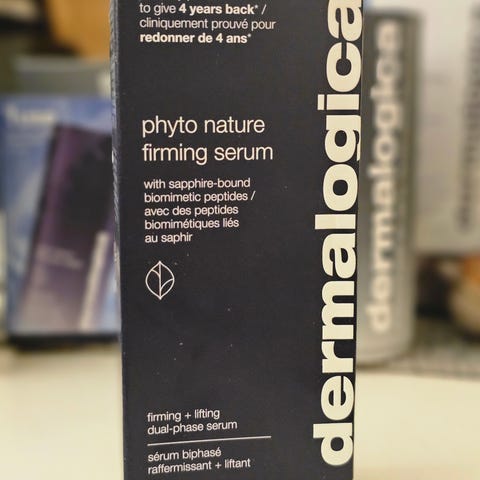 to give 4 years back* /
cliniquement prouvé pour
redonner de 4 ans*
phyto nature
firming serum
with sapphire-bound
biomimetic peptides /
avec des peptides
biomimétiques liés
au saphir
firming + lifting
dual-phase serum
sérum biphasé
raffermissant + liftant
dermalogica
dermalogica